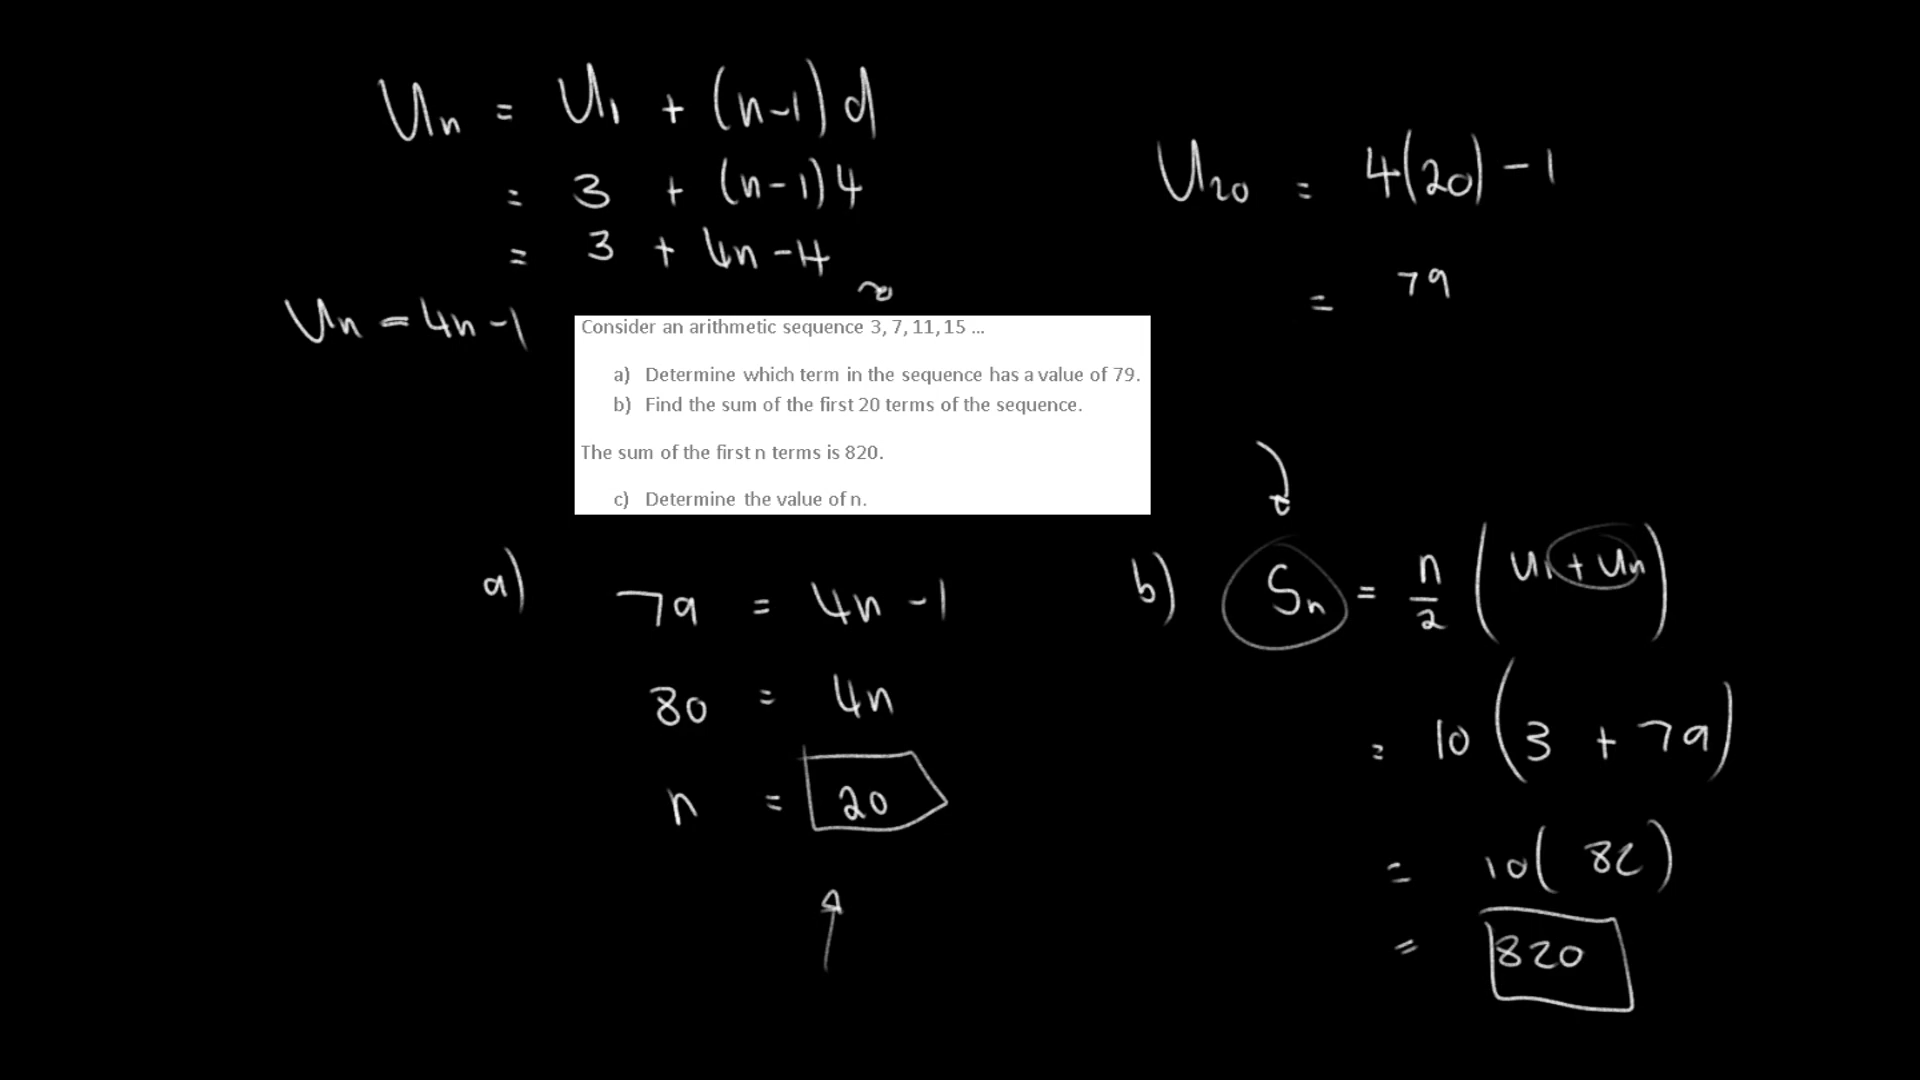 Un = U1 + (n-1) d
= 3 + (n-1) 4
= 3 + 4n - 4
Un = 4n - 1
U20 = 4(20) - 1
= 79
Consider an arithmetic sequence 3, 7, 11, 15 ...
a) Determine which term in the sequence has a value of 79.
b) Find the sum of the first 20 terms of the sequence.
The sum of the first n terms is 820.
c) Determine the value of n.
a) 79 = 4n - 1
80 = 4n
n = 20
b) Sn = n/2 (U1 + Un)
= 10 (3 + 79)
= 10 (82)
= 820